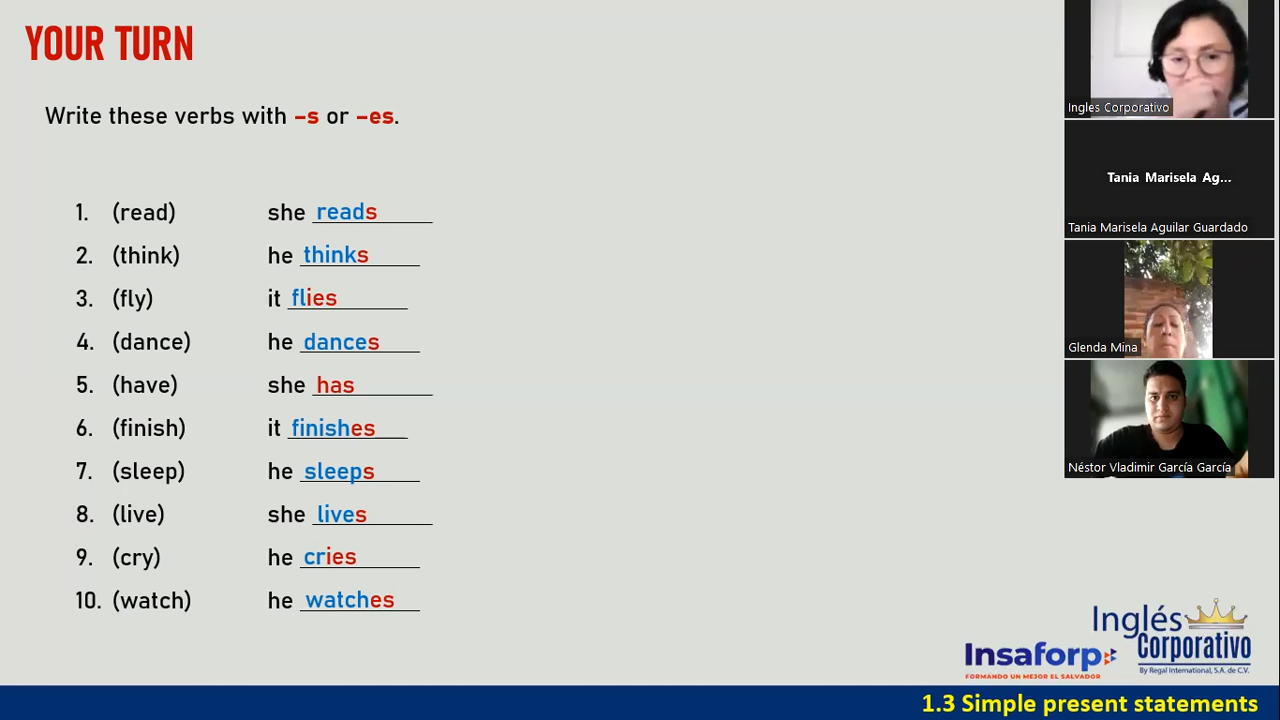 YOUR TURN
Write these verbs with –s or –es.
1. (read) she reads
2. (think) he thinks
3. (fly) it flies
4. (dance) he dances
5. (have) she has
6. (finish) it finishes
7. (sleep) he sleeps
8. (live) she lives
9. (cry) he cries
10. (watch) he watches
Ingles Corporativo
Tania Marisela Ag...
Tania Marisela Aguilar Guardado
Glenda Mina
Néstor Vladimir García García
Insaforp
FORMANDO UN MEJOR EL SALVADOR
Inglés
Corporativo
By Regal International, S.A. de C.V.
1.3 Simple present statements